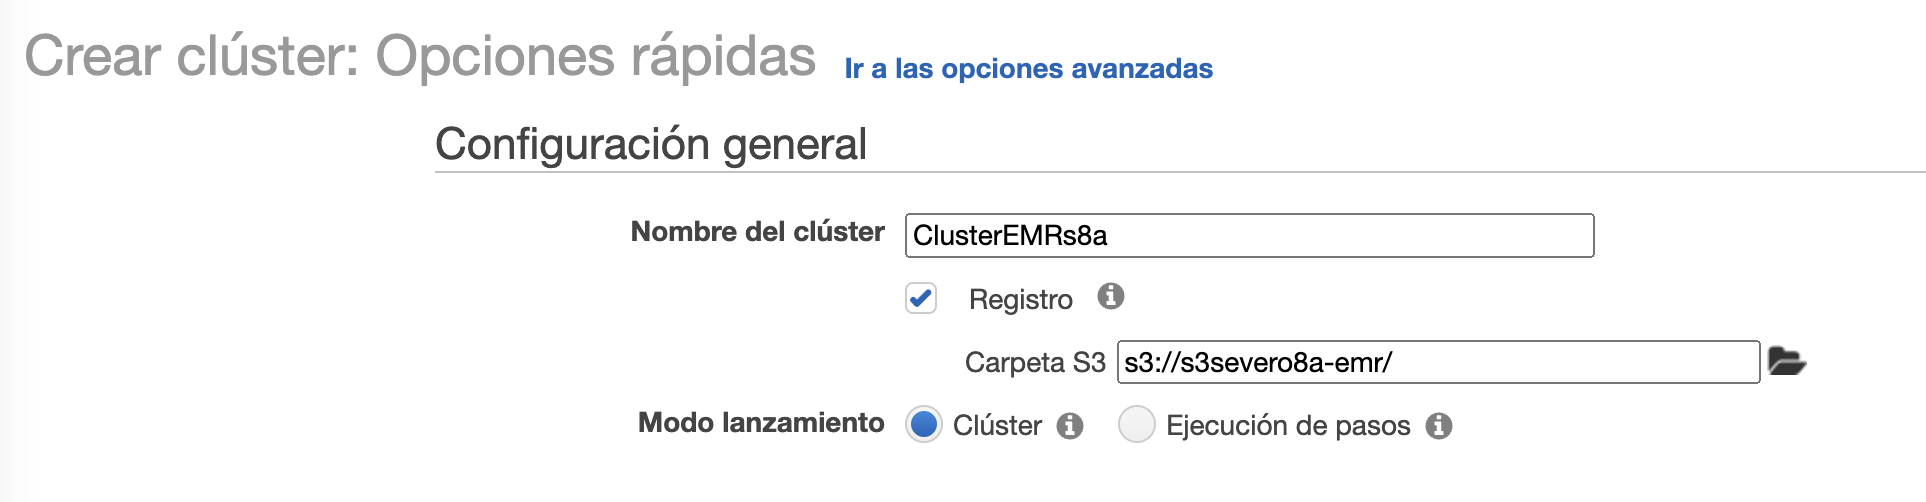 Crear clúster: Opciones rápidas Ir a las opciones avanzadas
Configuración general
Nombre del clúster ClusterEMRs8a
Registro
Carpeta S3 s3://s3severo8a-emr/
Modo lanzamiento Clúster Ejecución de pasos